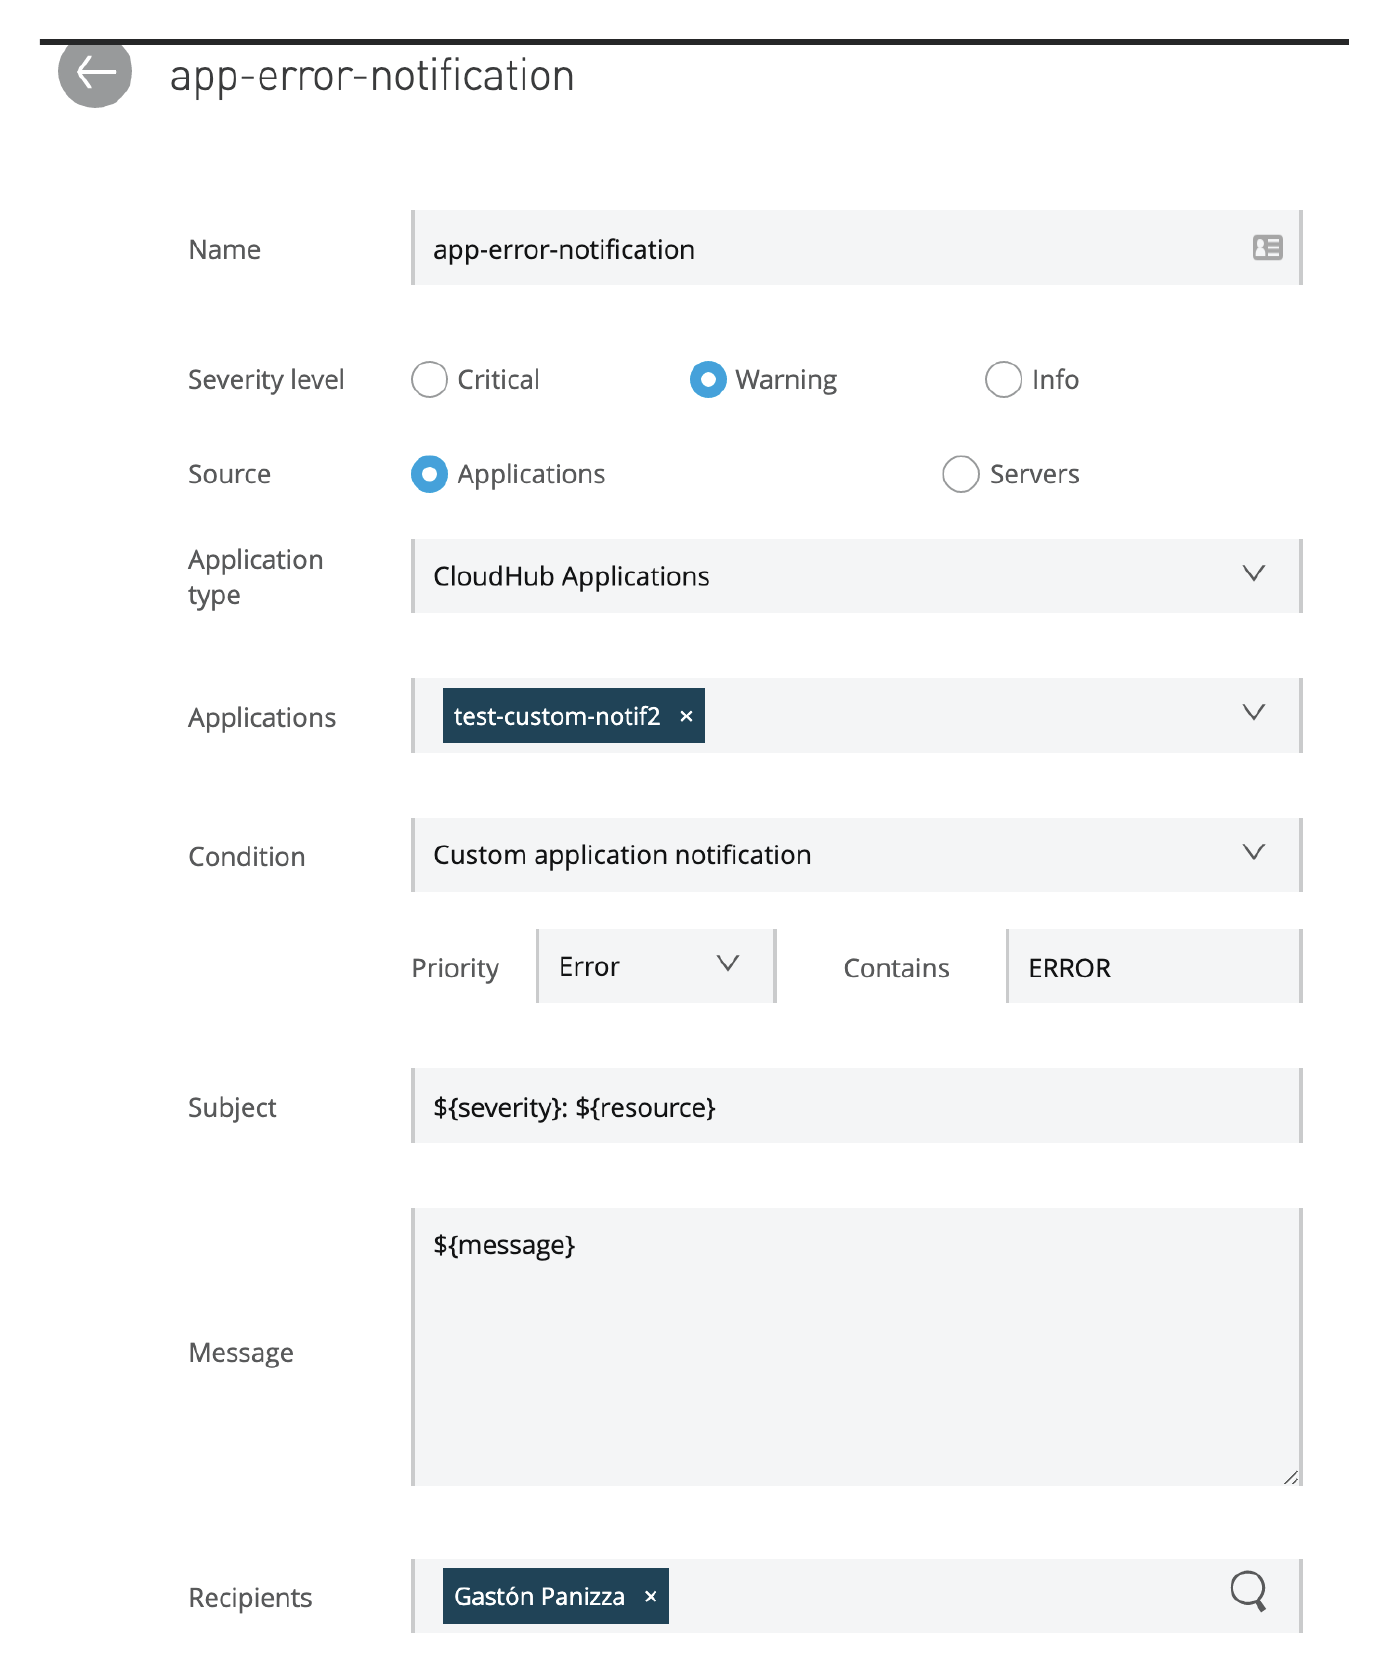 app-error-notification
Name
app-error-notification
Severity level
Critical
Warning
Info
Source
Applications
Servers
Application
type
CloudHub Applications
Applications
test-custom-notif2 ×
Condition
Custom application notification
Priority
Error
Contains
ERROR
Subject
${severity}: ${resource}
Message
${message}
Recipients
Gastón Panizza ×